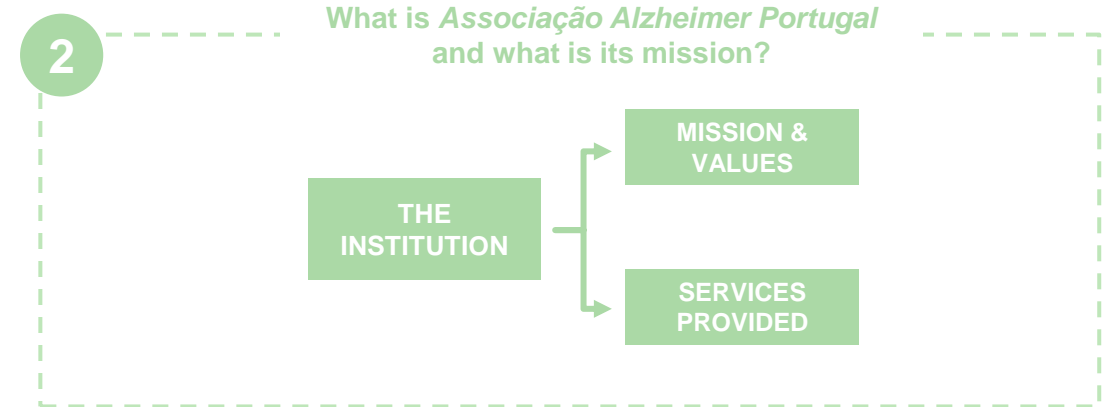 What is Associação Alzheimer Portugal
and what is its mission?
2
MISSION &
VALUES
THE
INSTITUTION
SERVICES
PROVIDED